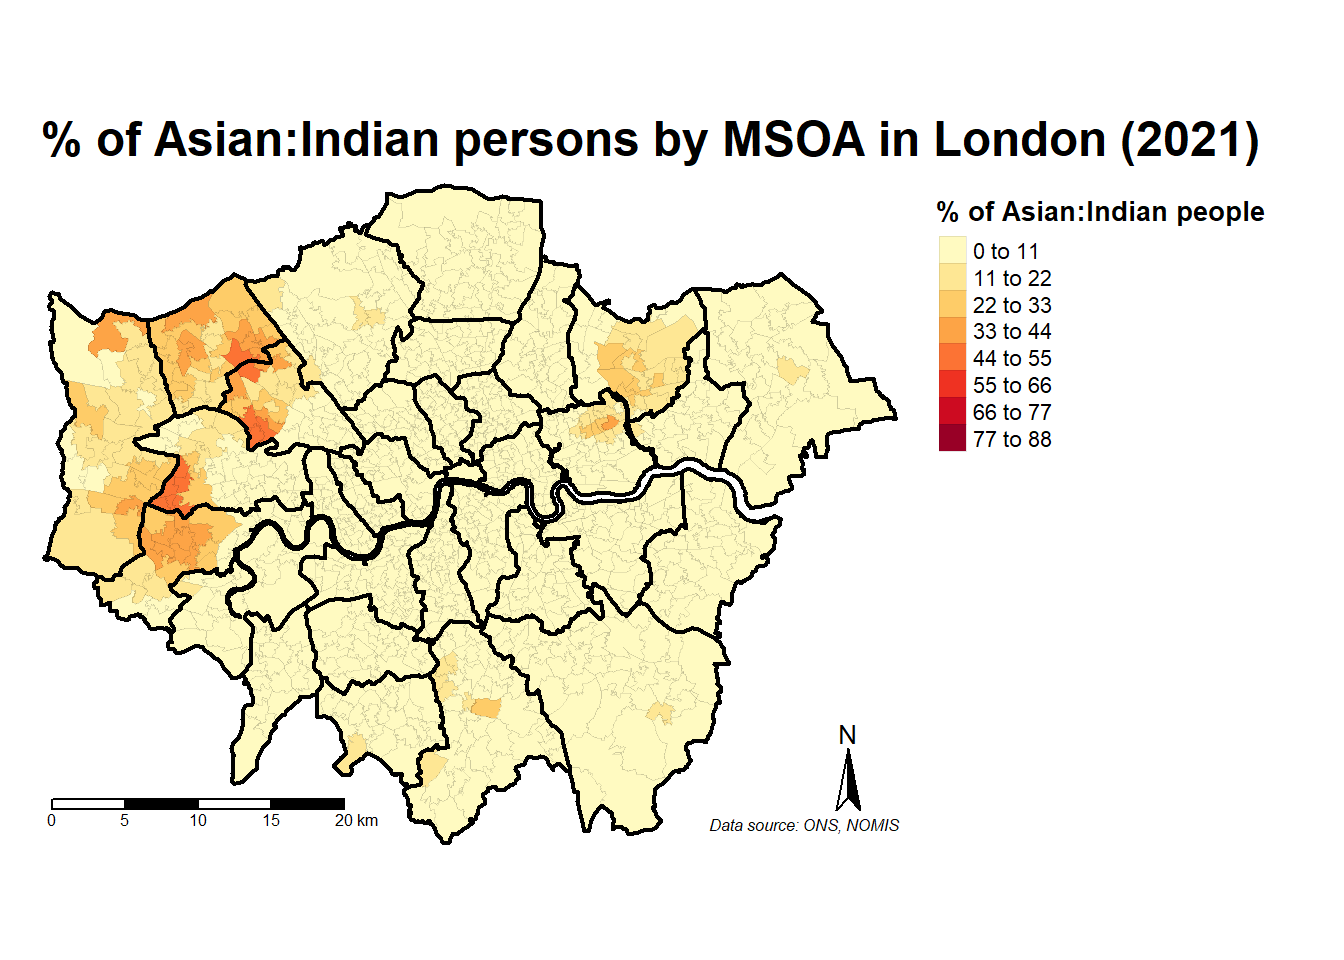 % of Asian:Indian persons by MSOA in London (2021)
% of Asian:Indian people
0 to 11
11 to 22
22 to 33
33 to 44
44 to 55
55 to 66
66 to 77
77 to 88
N
0 5 10 15 20 km
Data source: ONS, NOMIS